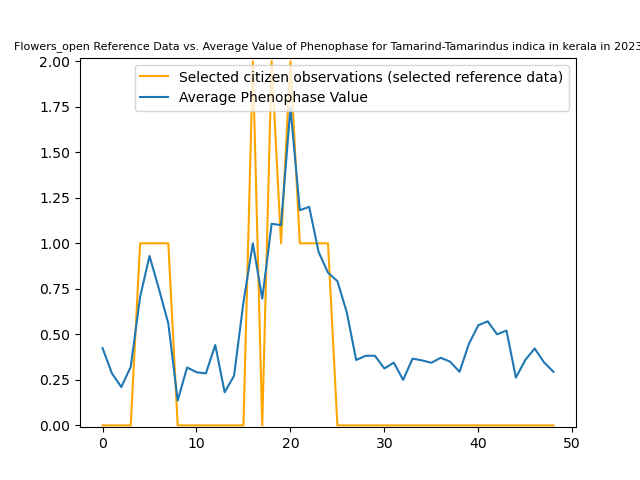 Flowers_open Reference Data vs. Average Value of Phenophase for Tamarind-Tamarindus indica in kerala in 2023
Selected citizen observations (selected reference data)
Average Phenophase Value
2.00
1.75
1.50
1.25
1.00
0.75
0.50
0.25
0.00
0 10 20 30 40 50